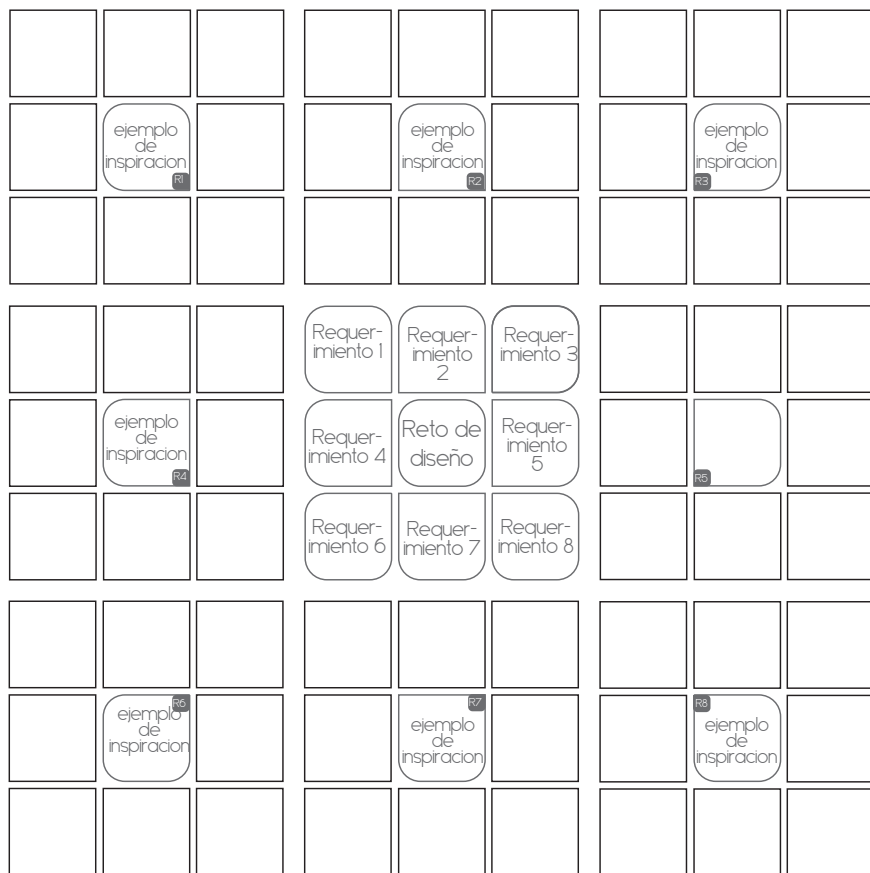 ejemplo
de
inspiracion
R1
ejemplo
de
inspiracion
R2
ejemplo
de
inspiracion
R3
Requer-
imiento 1
Requer-
imiento
2
Requer-
imiento 3
ejemplo
de
inspiracion
R4
Requer-
imiento 4
Reto de
diseño
Requer-
imiento
5
R5
Requer-
imiento 6
Requer-
imiento 7
Requer-
imiento 8
R6
ejemplo
de
inspiracion
R7
ejemplo
de
inspiracion
R8
ejemplo
de
inspiracion